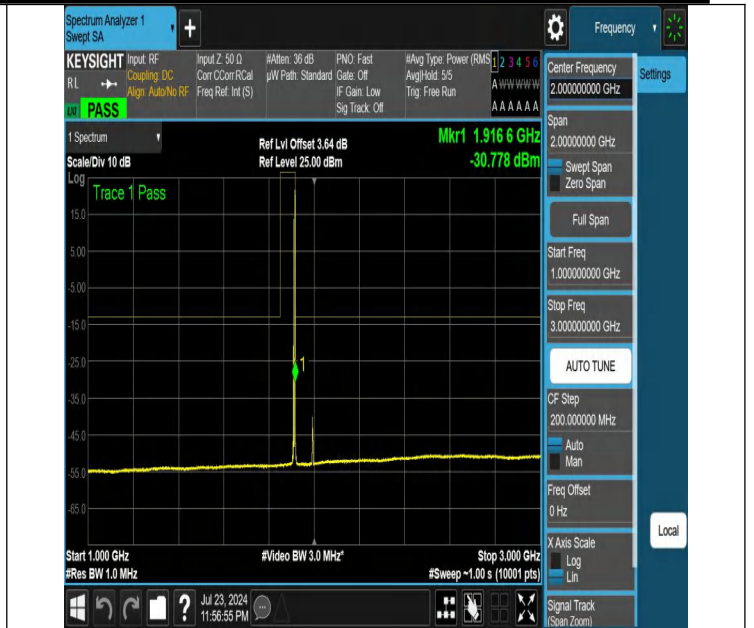 Spectrum Analyzer 1
Swept SA
+
Frequency
KEYSIGHT
RL
LXI
PASS
Input: RF
Coupling: DC
Align: Auto/No RF
Input Z: 50 Ω
Corr CCorr RCal
Freq Ref: Int (S)
#Atten: 36 dB
µW Path: Standard
PNO: Fast
Gate: Off
IF Gain: Low
Sig Track: Off
#Avg Type: Power (RMS
Avg|Hold: 5/5
Trig: Free Run
1 2 3 4 5 6
A W W W W W
A A A A A A
1 Spectrum
Scale/Div 10 dB
Log
Ref Lvl Offset 3.64 dB
Ref Level 25.00 dBm
Mkr1 1.916 6 GHz
-30.778 dBm
Trace 1 Pass
15.0
5.00
-5.00
-15.0
-25.0
-35.0
-45.0
-55.0
-65.0
1
Start 1.000 GHz
#Res BW 1.0 MHz
#Video BW 3.0 MHz*
Stop 3.000 GHz
#Sweep ~1.00 s (10001 pts)
?
Jul 23, 2024
11:56:55 PM
Center Frequency
2.000000000 GHz
Settings
Span
2.00000000 GHz
Swept Span
Zero Span
Full Span
Start Freq
1.000000000 GHz
Stop Freq
3.000000000 GHz
AUTO TUNE
CF Step
200.000000 MHz
Auto
Man
Freq Offset
0 Hz
X Axis Scale
Log
Lin
Local
Signal Track
(Span Zoom)